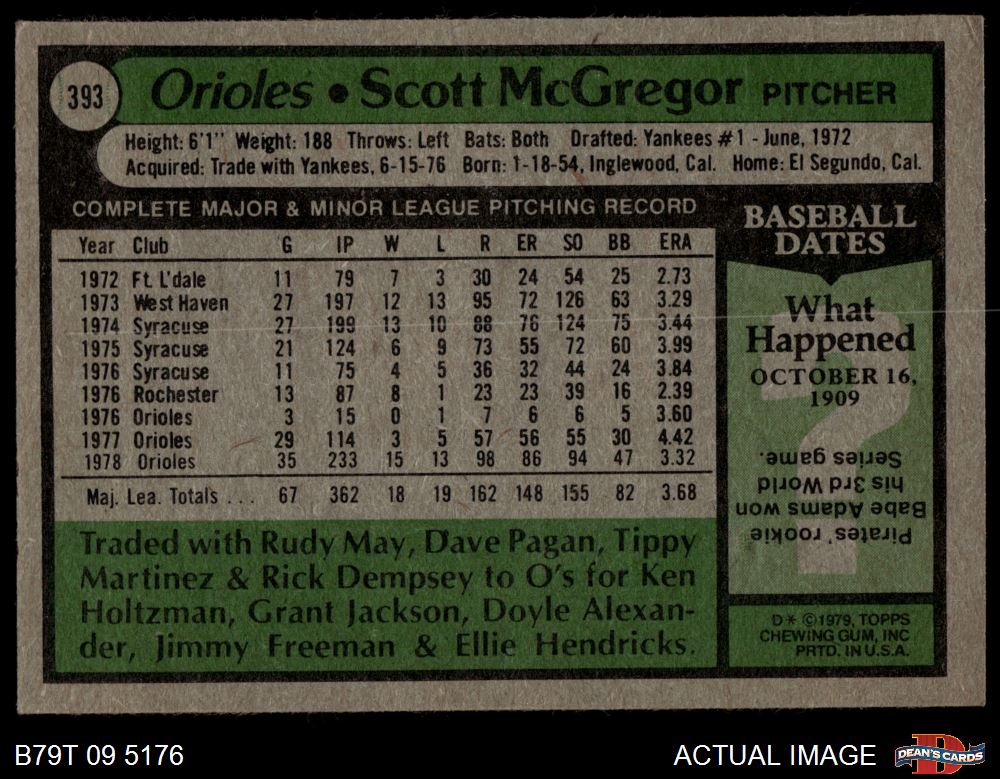 393
Orioles • Scott McGregor PITCHER
Height: 6'1" Weight: 188 Throws: Left Bats: Both Drafted: Yankees #1 - June, 1972
Acquired: Trade with Yankees, 6-15-76 Born: 1-18-54, Inglewood, Cal. Home: El Segundo, Cal.
COMPLETE MAJOR & MINOR LEAGUE PITCHING RECORD
Year Club G IP W L R ER SO BB ERA
1972 Ft. L'dale 11 79 7 3 30 24 54 25 2.73
1973 West Haven 27 197 12 13 95 72 126 63 3.29
1974 Syracuse 27 199 13 10 88 76 124 75 3.44
1975 Syracuse 21 124 6 9 73 55 72 60 3.99
1976 Syracuse 11 75 4 5 36 32 44 24 3.84
1976 Rochester 13 87 8 1 23 23 39 16 2.39
1976 Orioles 3 15 0 1 7 6 6 5 3.60
1977 Orioles 29 114 3 5 57 56 55 30 4.42
1978 Orioles 35 233 15 13 98 86 94 47 3.32
Maj. Lea. Totals . . . 67 362 18 19 162 148 155 82 3.68
Traded with Rudy May, Dave Pagan, Tippy
Martinez & Rick Dempsey to O's for Ken
Holtzman, Grant Jackson, Doyle Alexan-
der, Jimmy Freeman & Ellie Hendricks.
BASEBALL
DATES
What
Happened
OCTOBER 16,
1909
?
Pirates' rookie
Babe Adams won
his 3rd World
Series game.
D* ©1979, TOPPS
CHEWING GUM, INC
PRTD. IN U.S.A.
B79T 09 5176
ACTUAL IMAGE
D
DEAN'S CARDS